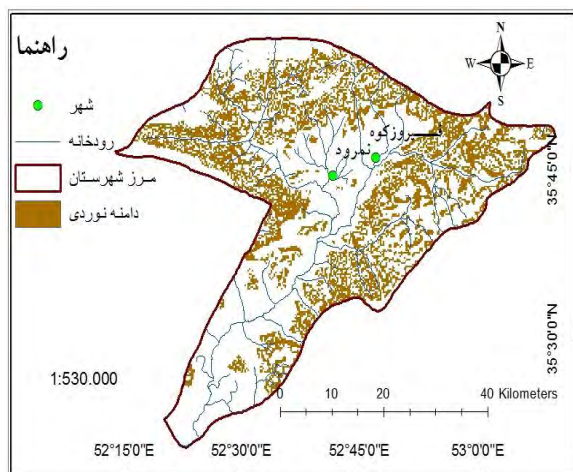 راهنما
شهر
رودخانه
مرز شهرستان
دامنه نوردی
N
W E
S
فیـــروزکوه
نمرود
35°45'0"N
35°30'0"N
1:530.000
0 10 20 40 Kilometers
52°15'0"E 52°30'0"E 52°45'0"E 53°0'0"E